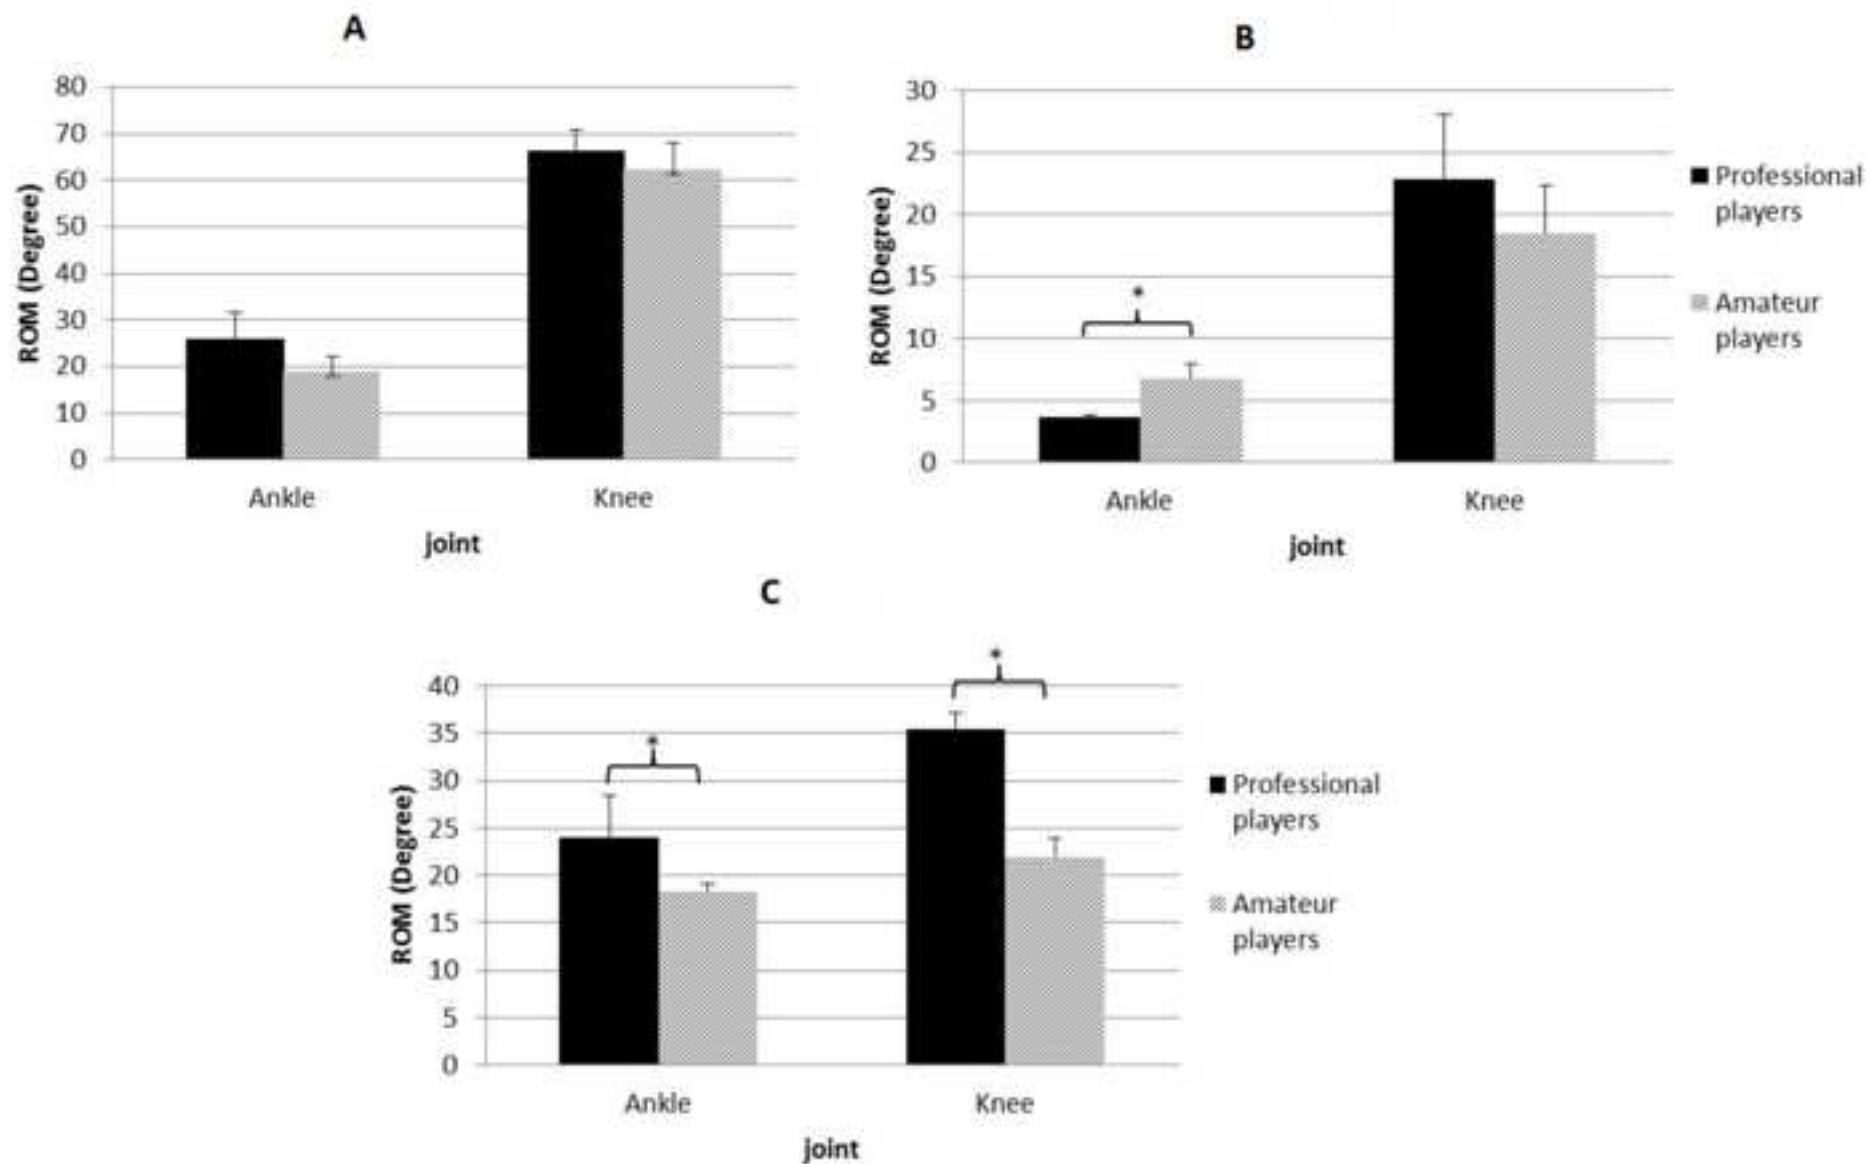 A
80
70
60
50
40
30
20
10
0
ROM (Degree)
Ankle
Knee
joint
B
30
25
20
15
10
5
0
ROM (Degree)
*
Ankle
Knee
joint
Professional
players
Amateur
players
C
40
35
30
25
20
15
10
5
0
ROM (Degree)
*
*
Ankle
Knee
joint
Professional
players
Amateur
players